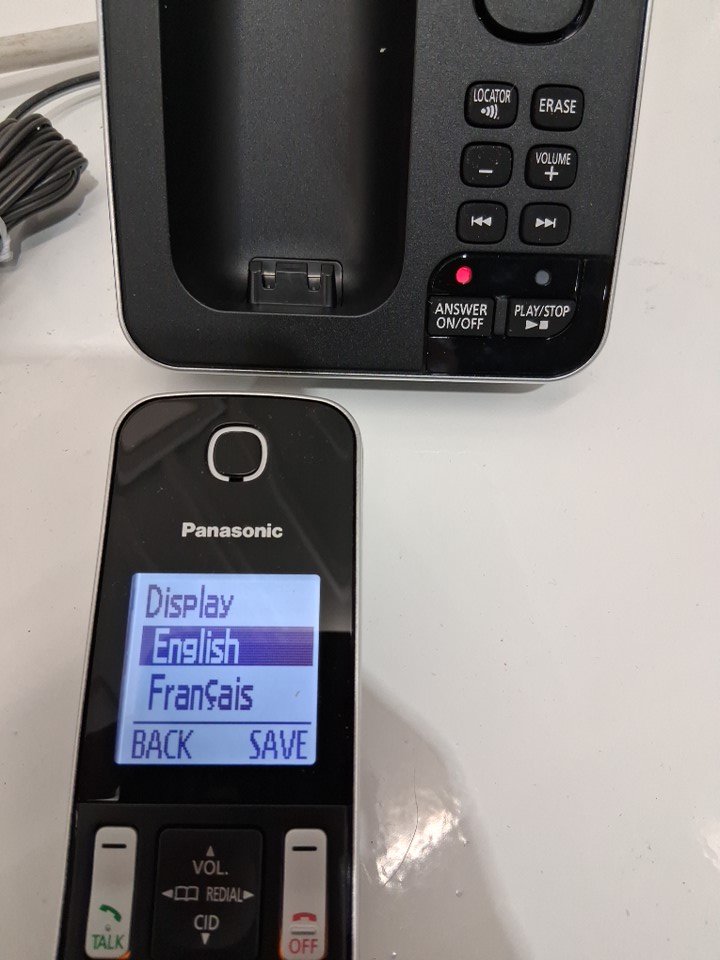 LOCATOR
ERASE
−
VOLUME
+
ANSWER
ON/OFF
PLAY/STOP
Panasonic
Display
English
Français
BACK SAVE
VOL.
REDIAL
CID
TALK
OFF